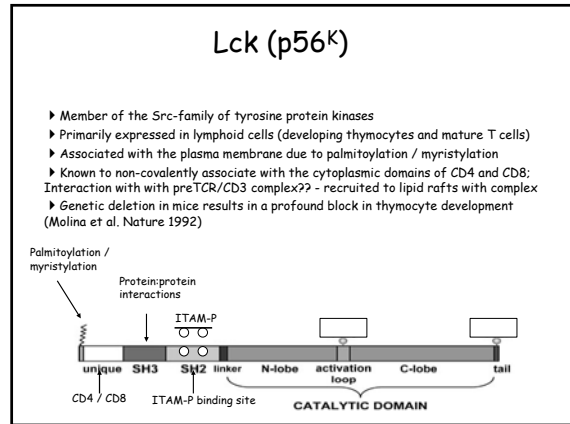 Lck (p56ᴷ)
▶ Member of the Src-family of tyrosine protein kinases
▶ Primarily expressed in lymphoid cells (developing thymocytes and mature T cells)
▶ Associated with the plasma membrane due to palmitoylation / myristylation
▶ Known to non-covalently associate with the cytoplasmic domains of CD4 and CD8;
Interaction with with preTCR/CD3 complex?? - recruited to lipid rafts with complex
▶ Genetic deletion in mice results in a profound block in thymocyte development
(Molina et al. Nature 1992)
Palmitoylation /
myristylation
Protein:protein
interactions
ITAM-P
unique SH3 SH2 linker N-lobe activation loop C-lobe tail
CD4 / CD8
ITAM-P binding site
CATALYTIC DOMAIN